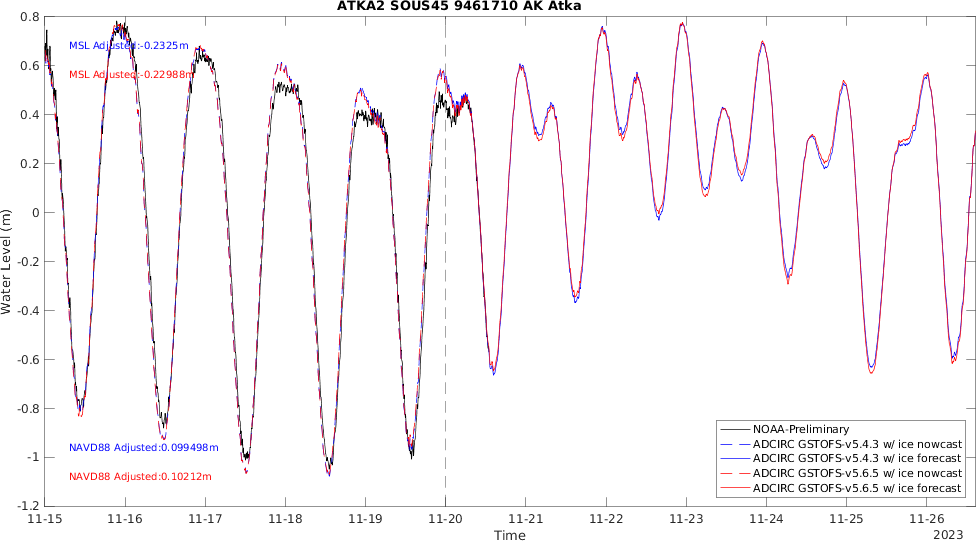 ATKA2 SOUS45 9461710 AK Atka
0.8
0.6
0.4
0.2
0
-0.2
-0.4
-0.6
-0.8
-1
-1.2
Water Level (m)
MSL Adjusted:-0.2325m
MSL Adjusted:-0.22988m
NAVD88 Adjusted:0.099498m
NAVD88 Adjusted:0.10212m
NOAA-Preliminary
ADCIRC GSTOFS-v5.4.3 w/ ice nowcast
ADCIRC GSTOFS-v5.4.3 w/ ice forecast
ADCIRC GSTOFS-v5.6.5 w/ ice nowcast
ADCIRC GSTOFS-v5.6.5 w/ ice forecast
11-15 11-16 11-17 11-18 11-19 11-20 11-21 11-22 11-23 11-24 11-25 11-26
Time
2023